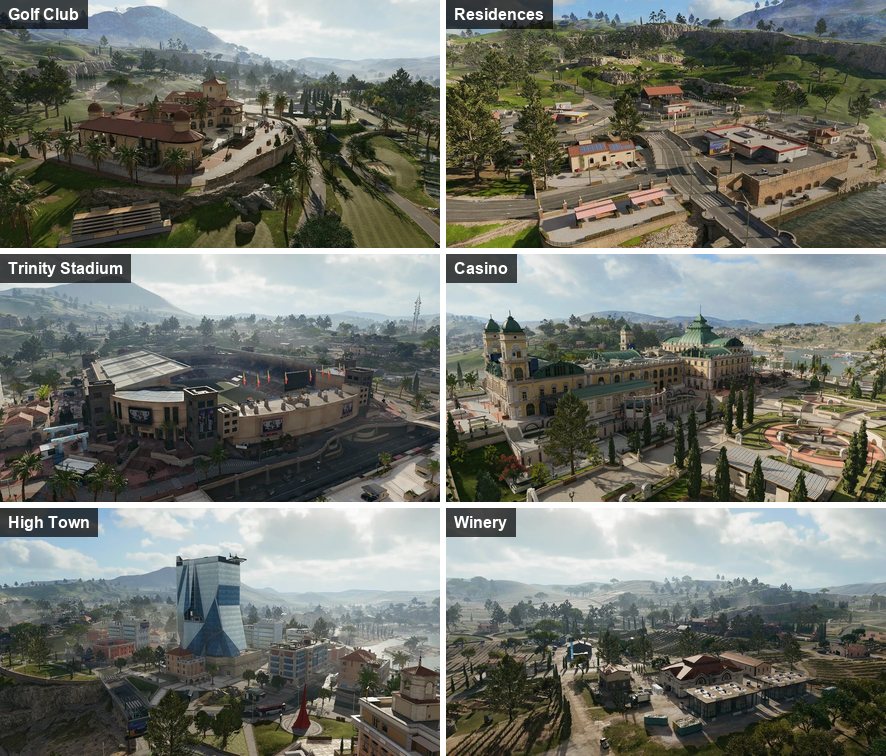 Golf Club
Residences
Trinity Stadium
Casino
High Town
Winery